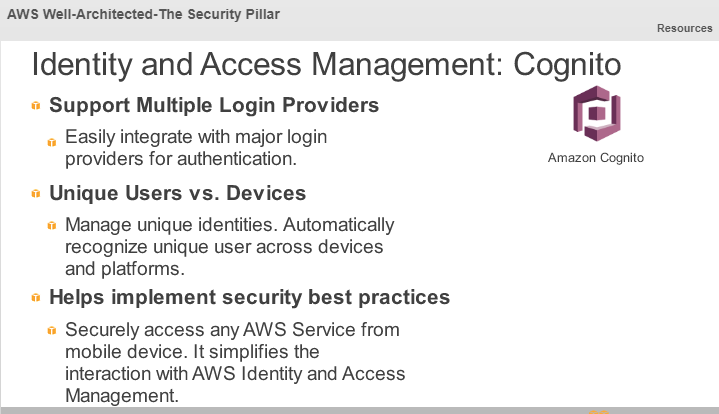 AWS Well-Architected-The Security Pillar
Resources
Identity and Access Management: Cognito
Support Multiple Login Providers
Easily integrate with major login
providers for authentication.
Amazon Cognito
Unique Users vs. Devices
Manage unique identities. Automatically
recognize unique user across devices
and platforms.
Helps implement security best practices
Securely access any AWS Service from
mobile device. It simplifies the
interaction with AWS Identity and Access
Management.